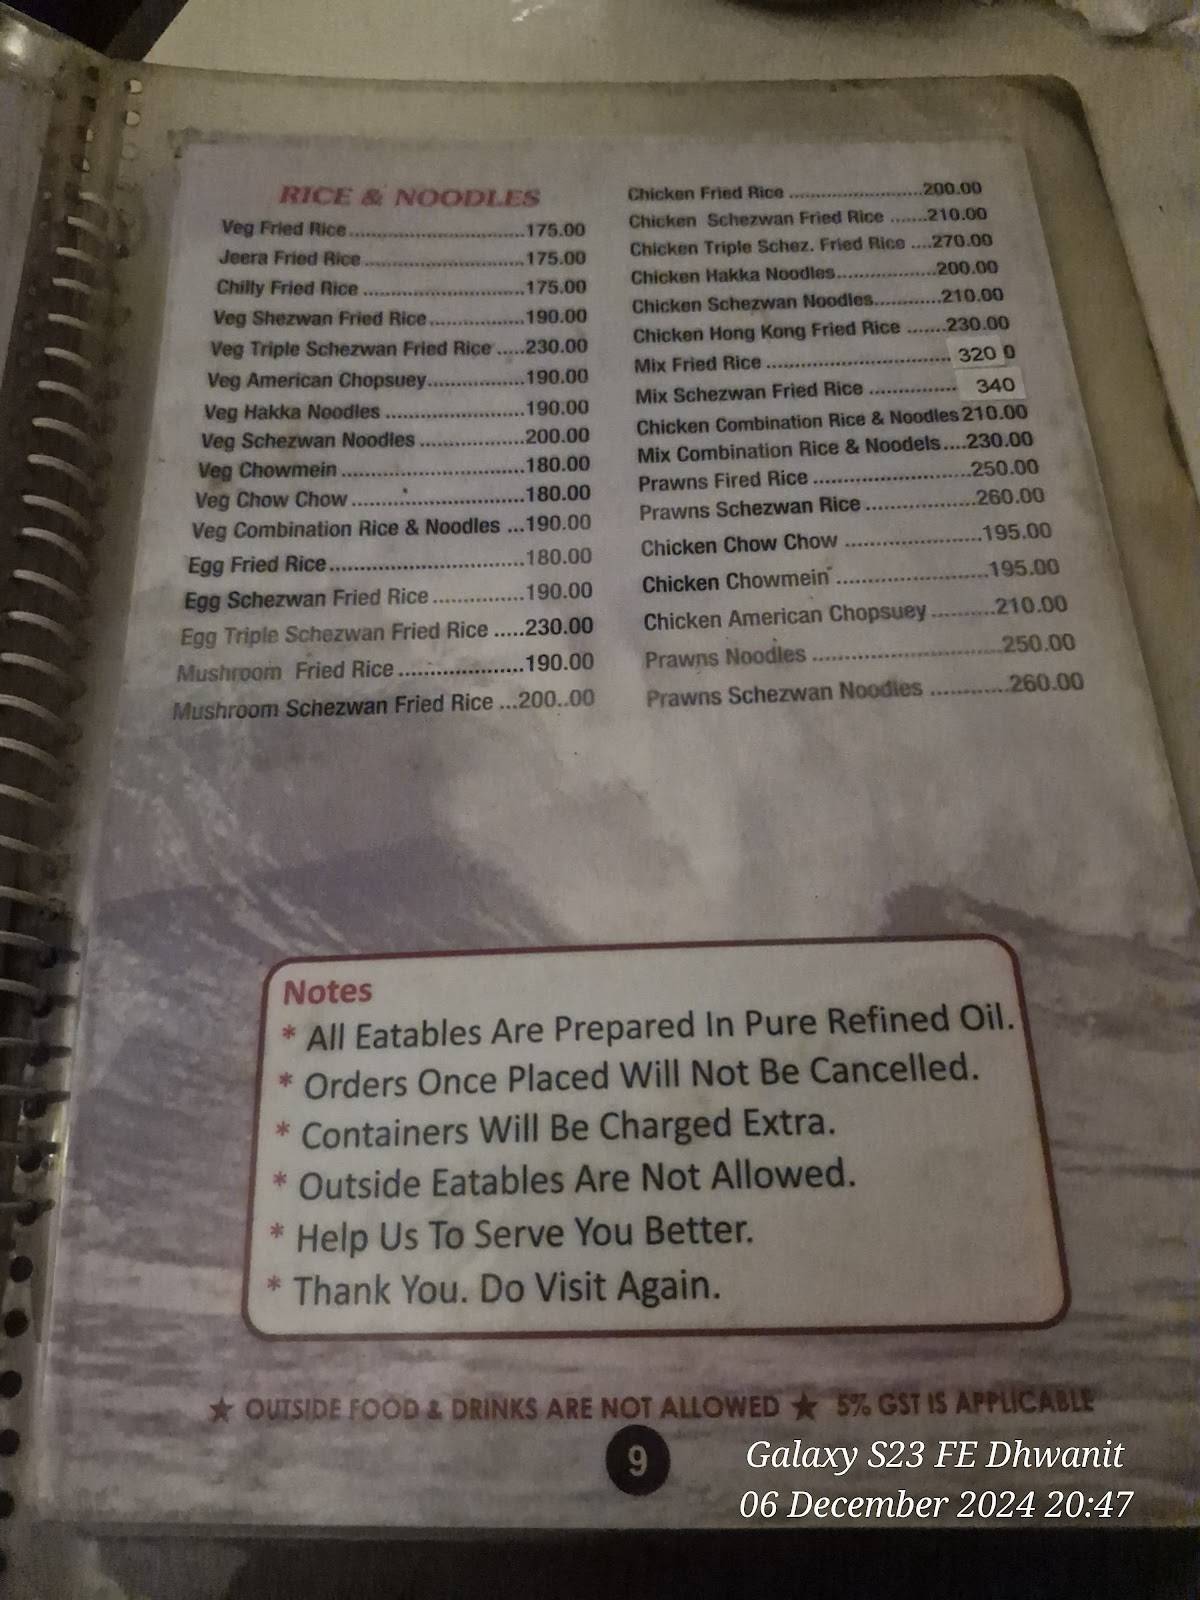 RICE & NOODLES
Veg Fried Rice..............................175.00
Jeera Fried Rice...........................175.00
Chilly Fried Rice ...........................175.00
Veg Shezwan Fried Rice.................190.00
Veg Triple Schezwan Fried Rice .....230.00
Veg American Chopsuey.................190.00
Veg Hakka Noodles ........................190.00
Veg Schezwan Noodles ..................200.00
Veg Chowmein ...............................180.00
Veg Chow Chow .............................180.00
Veg Combination Rice & Noodles ...190.00
Egg Fried Rice................................180.00
Egg Schezwan Fried Rice ...............190.00
Egg Triple Schezwan Fried Rice .....230.00
Mushroom Fried Rice .....................190.00
Mushroom Schezwan Fried Rice ...200..00
Chicken Fried Rice ........................200.00
Chicken Schezwan Fried Rice .......210.00
Chicken Triple Schez. Fried Rice ....270.00
Chicken Hakka Noodles..................200.00
Chicken Schezwan Noodles............210.00
Chicken Hong Kong Fried Rice .......230.00
Mix Fried Rice ................................ 320 0
Mix Schezwan Fried Rice ................ 340
Chicken Combination Rice & Noodles 210.00
Mix Combination Rice & Noodels....230.00
Prawns Fired Rice ...........................250.00
Prawns Schezwan Rice ...................260.00
Chicken Chow Chow .......................195.00
Chicken Chowmein .........................195.00
Chicken American Chopsuey ..........210.00
Prawns Noodles ..............................250.00
Prawns Schezwan Noodles ............260.00
Notes
* All Eatables Are Prepared In Pure Refined Oil.
* Orders Once Placed Will Not Be Cancelled.
* Containers Will Be Charged Extra.
* Outside Eatables Are Not Allowed.
* Help Us To Serve You Better.
* Thank You. Do Visit Again.
★ OUTSIDE FOOD & DRINKS ARE NOT ALLOWED ★ 5% GST IS APPLICABLE
9
Galaxy S23 FE Dhwanit
06 December 2024 20:47